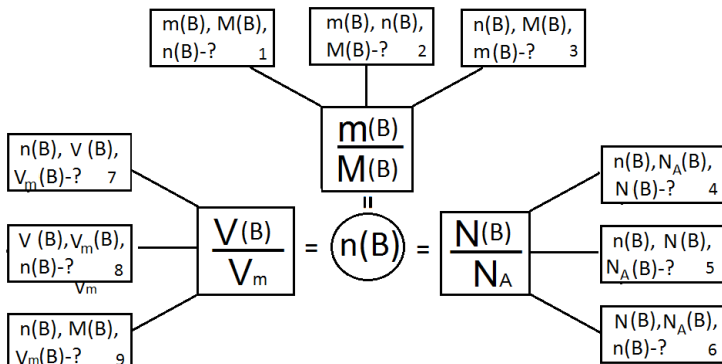 m(B), M(B),
n(B)-? 1
m(B), n(B),
M(B)-? 2
n(B), M(B),
m(B)-? 3
m(B)
M(B)
=
n(B), V (B),
Vm(B)-? 7
V (B),Vm(B),
n(B)-? 8
Vm
n(B), M(B),
Vm(B)-? 9
V(B)
Vm
=
n(B)
=
N(B)
NA
n(B),NA(B),
N(B)-? 4
n(B), N(B),
NA(B)-? 5
N(B),NA(B),
n(B)-? 6